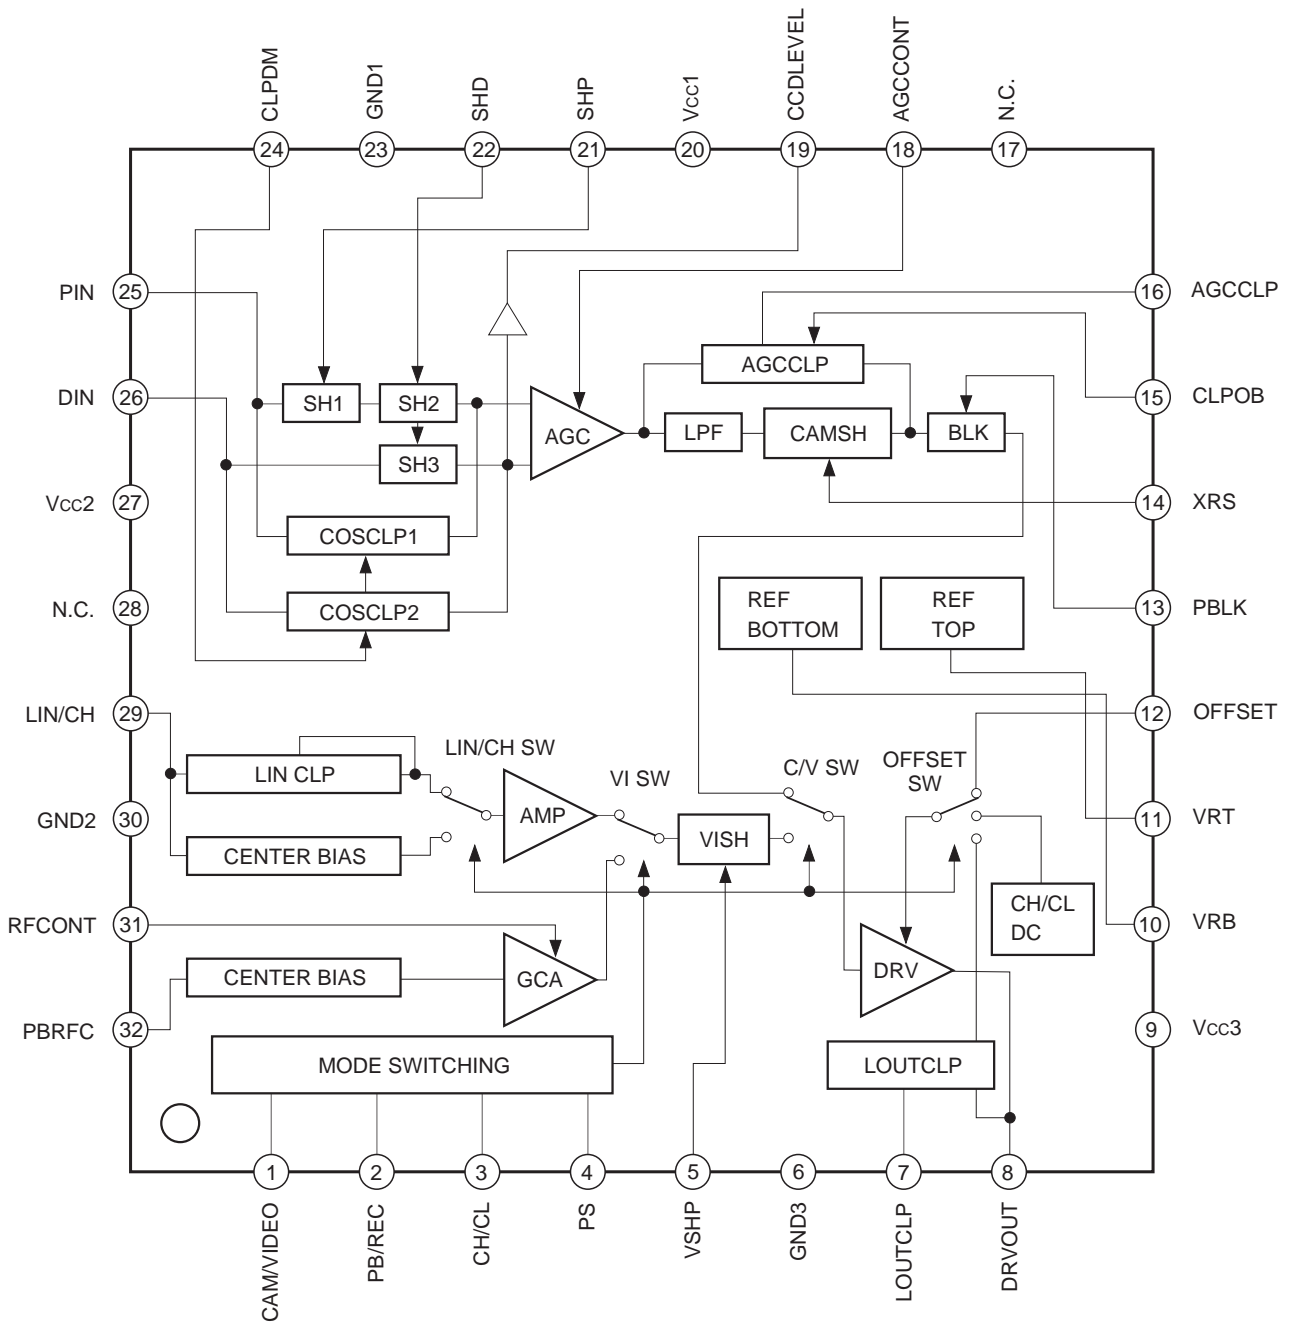 CLPDM
GND1
SHD
SHP
Vcc1
CCDLEVEL
AGCCONT
N.C.
24
23
22
21
20
19
18
17
PIN
25
16
AGCCLP
AGCCLP
DIN
26
15
CLPOB
SH1
SH2
AGC
LPF
CAMSH
BLK
SH3
Vcc2
27
14
XRS
COSCLP1
N.C.
28
COSCLP2
REF
BOTTOM
REF
TOP
13
PBLK
LIN/CH
29
12
OFFSET
LIN CLP
LIN/CH SW
VI SW
C/V SW
OFFSET
SW
GND2
30
AMP
VISH
11
VRT
CENTER BIAS
CH/CL
DC
RFCONT
31
10
VRB
CENTER BIAS
GCA
DRV
PBRFC
32
9
Vcc3
MODE SWITCHING
LOUTCLP
1
2
3
4
5
6
7
8
CAM/VIDEO
PB/REC
CH/CL
PS
VSHP
GND3
LOUTCLP
DRVOUT